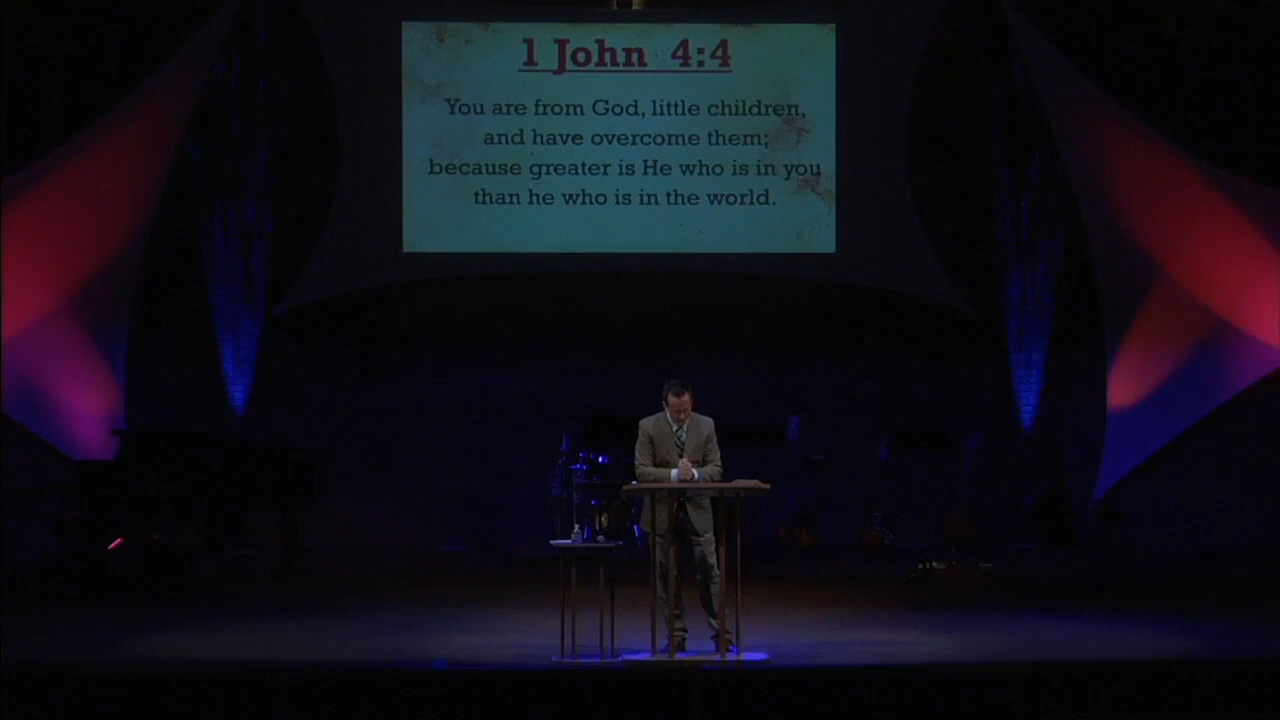 1 John 4:4
You are from God, little children,
and have overcome them;
because greater is He who is in you
than he who is in the world.